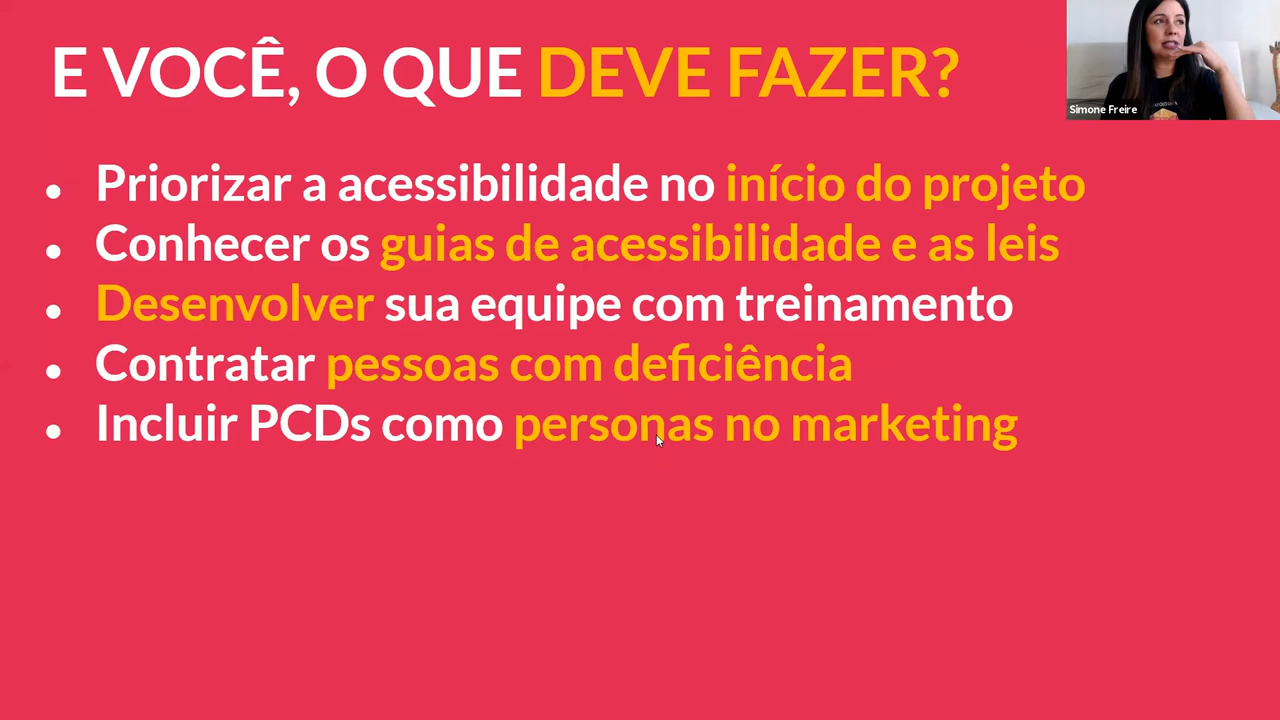 E VOCÊ, O QUE DEVE FAZER?
Simone Freire
• Priorizar a acessibilidade no início do projeto
• Conhecer os guias de acessibilidade e as leis
• Desenvolver sua equipe com treinamento
• Contratar pessoas com deficiência
• Incluir PCDs como personas no marketing